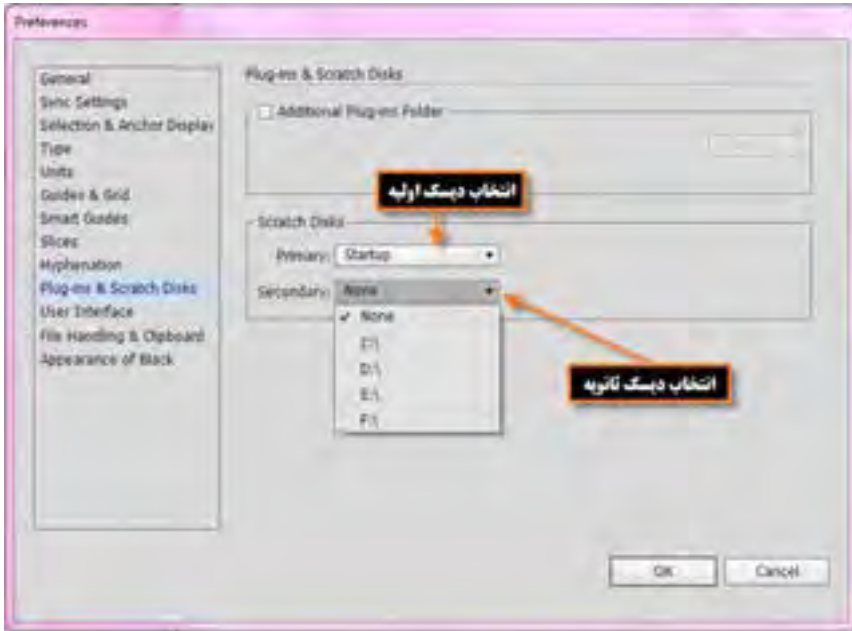 Preferences
General
Sync Settings
Selection & Anchor Display
Type
Units
Guides & Grid
Smart Guides
Slices
Hyphenation
Plug-ins & Scratch Disks
User Interface
File Handling & Clipboard
Appearance of Black
Plug-ins & Scratch Disks
Additional Plug-ins Folder
انتخاب دیسک اولیه
Scratch Disks
Primary: Startup
Secondary: None
None
C:\
D:\
E:\
F:\
انتخاب دیسک ثانویه
OK
Cancel